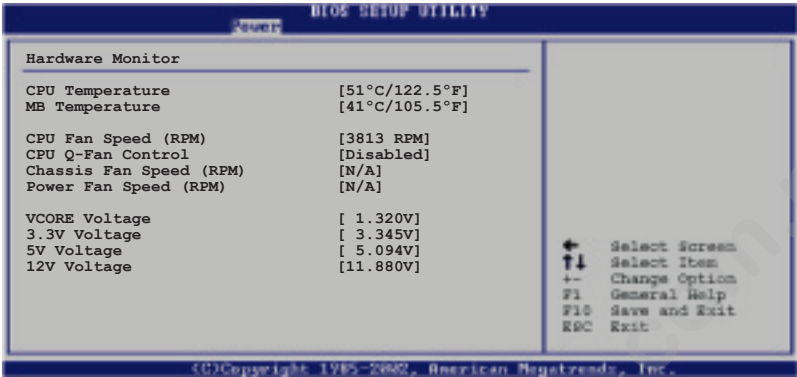 BIOS SETUP UTILITY
Power
Hardware Monitor
CPU Temperature [51°C/122.5°F]
MB Temperature [41°C/105.5°F]
CPU Fan Speed (RPM) [3813 RPM]
CPU Q-Fan Control [Disabled]
Chassis Fan Speed (RPM) [N/A]
Power Fan Speed (RPM) [N/A]
VCORE Voltage [ 1.320V]
3.3V Voltage [ 3.345V]
5V Voltage [ 5.094V]
12V Voltage [11.880V]
← Select Screen
↑↓ Select Item
+- Change Option
F1 General Help
F10 Save and Exit
ESC Exit
(C)Copyright 1985-2002, American Megatrends, Inc.